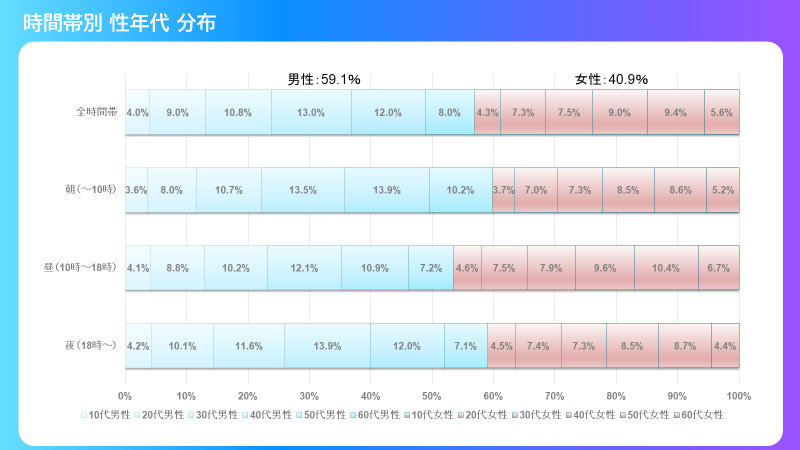 時間帯別 性年代 分布
男性：59.1% 女性：40.9%
全時間帯 4.0% 9.0% 10.8% 13.0% 12.0% 8.0% 4.3% 7.3% 7.5% 9.0% 9.4% 5.6%
朝（～10時） 3.6% 8.0% 10.7% 13.5% 13.9% 10.2% 3.7% 7.0% 7.3% 8.5% 8.6% 5.2%
昼（10時～18時） 4.1% 8.8% 10.2% 12.1% 10.9% 7.2% 4.6% 7.5% 7.9% 9.6% 10.4% 6.7%
夜（18時～） 4.2% 10.1% 11.6% 13.9% 12.0% 7.1% 4.5% 7.4% 7.3% 8.5% 8.7% 4.4%
0% 10% 20% 30% 40% 50% 60% 70% 80% 90% 100%
10代男性 20代男性 30代男性 40代男性 50代男性 60代男性 10代女性 20代女性 30代女性 40代女性 50代女性 60代女性